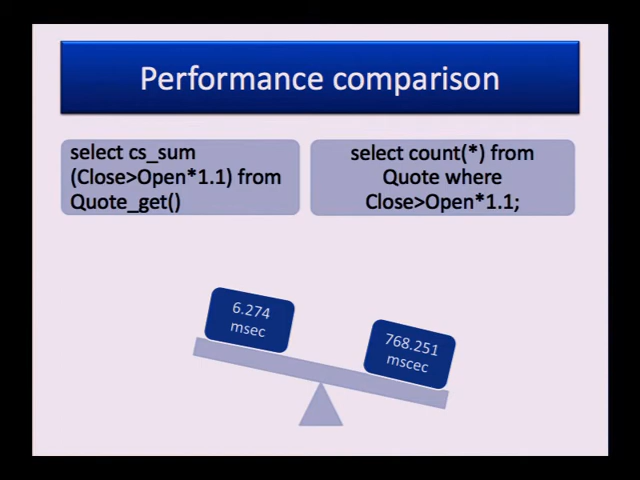 Performance comparison
select cs_sum
(Close>Open*1.1) from
Quote_get()
select count(*) from
Quote where
Close>Open*1.1;
6.274
msec
768.251
mscec